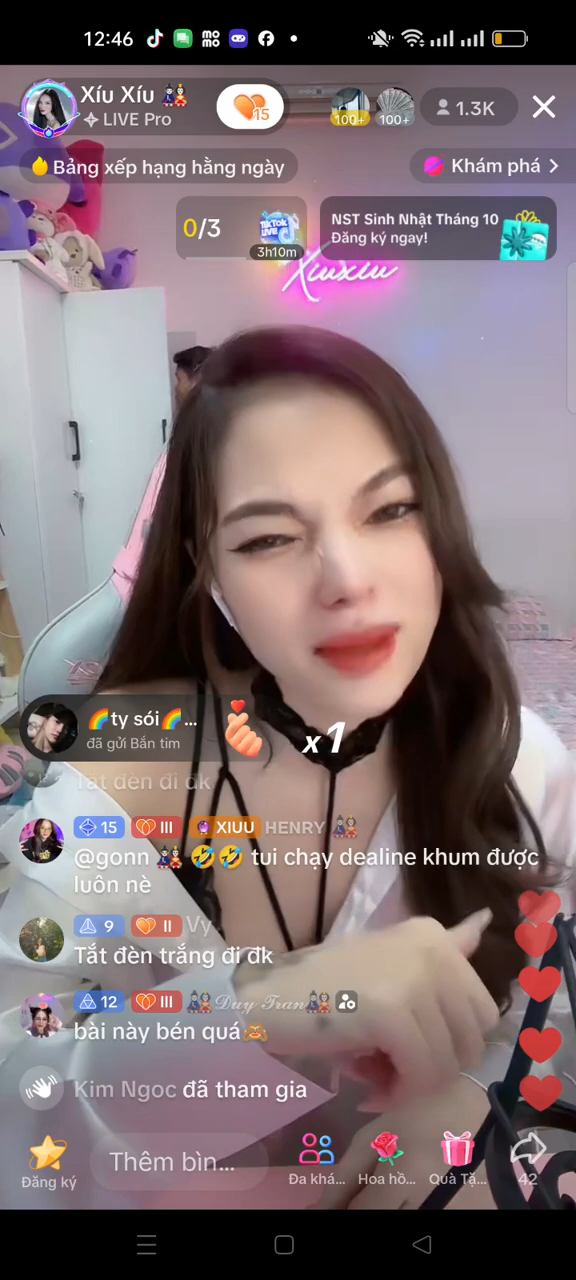 12:46
Xíu Xíu
LIVE Pro
15
100+
100+
1.3K
Bảng xếp hạng hằng ngày
Khám phá
0/3
TikTok LIVE
3h10m
NST Sinh Nhật Tháng 10
Đăng ký ngay!
Xiuxiu
🌈ty sói🌈...
đã gửi Bắn tim
x1
Tắt đèn đi đk
15 III XIUU HENRY
@gonn 🎎 🤣🤣 tui chạy dealine khum được
luôn nè
9 II Vy
Tắt đèn trắng đi đk
12 III 🎎Duy Tran🎎
bài này bén quá🙈
Kim Ngoc đã tham gia
Đăng ký
Thêm bìn...
Đa khá...
Hoa hồ...
Quà Tặ...
42